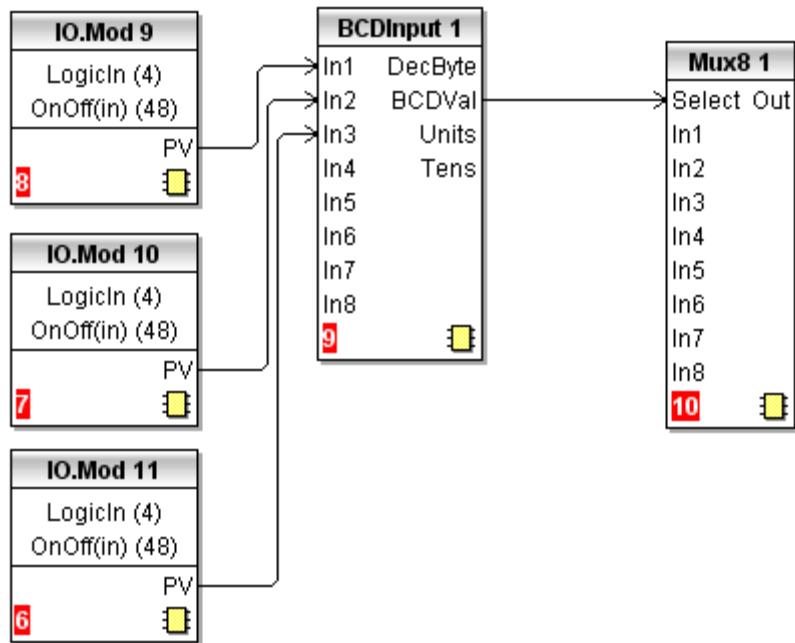 IO.Mod 9
LogicIn (4)
OnOff(in) (48)
PV
8
IO.Mod 10
LogicIn (4)
OnOff(in) (48)
PV
7
IO.Mod 11
LogicIn (4)
OnOff(in) (48)
PV
6
BCDInput 1
In1 DecByte
In2 BCDVal
In3 Units
In4 Tens
In5
In6
In7
In8
9
Mux8 1
Select Out
In1
In2
In3
In4
In5
In6
In7
In8
10